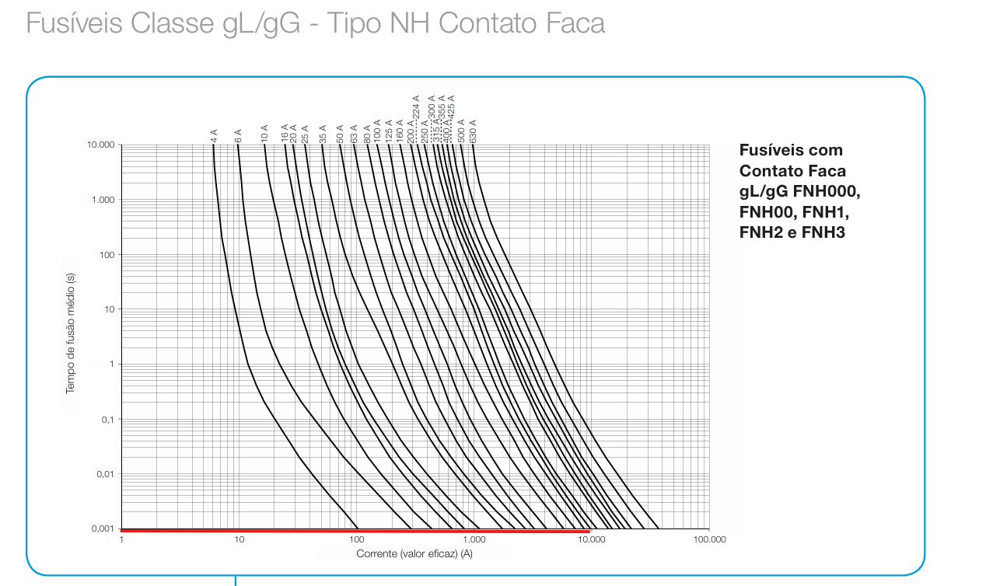 Fusíveis Classe gL/gG - Tipo NH Contato Faca
4 A
6 A
10 A
16 A
20 A
25 A
35 A
50 A
63 A
80 A
100 A
125 A
160 A
200 A
224 A
250 A
300 A
315 A
355 A
400 A
425 A
500 A
630 A
10.000
1.000
100
10
1
0,1
0,01
0,001
Tempo de fusão médio (s)
1
10
100
1.000
10.000
100.000
Corrente (valor eficaz) (A)
Fusíveis com
Contato Faca
gL/gG FNH000,
FNH00, FNH1,
FNH2 e FNH3